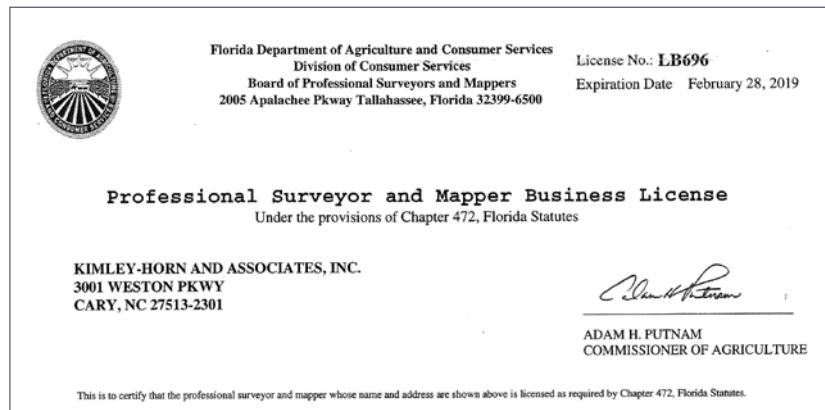 Florida Department of Agriculture and Consumer Services
Division of Consumer Services
Board of Professional Surveyors and Mappers
2005 Apalachee Pkway Tallahassee, Florida 32399-6500
License No.: LB696
Expiration Date February 28, 2019
Professional Surveyor and Mapper Business License
Under the provisions of Chapter 472, Florida Statutes
KIMLEY-HORN AND ASSOCIATES, INC.
3001 WESTON PKWY
CARY, NC 27513-2301
ADAM H. PUTNAM
COMMISSIONER OF AGRICULTURE
This is to certify that the professional surveyor and mapper whose name and address are shown above is licensed as required by Chapter 472, Florida Statutes.